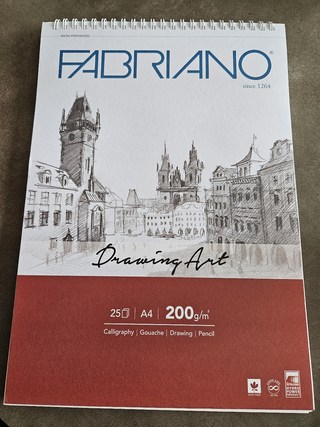 FABRIANO®
since 1264
Drawing Art
25 | A4 | 200g/m²
Calligraphy | Gouache | Drawing | Pencil